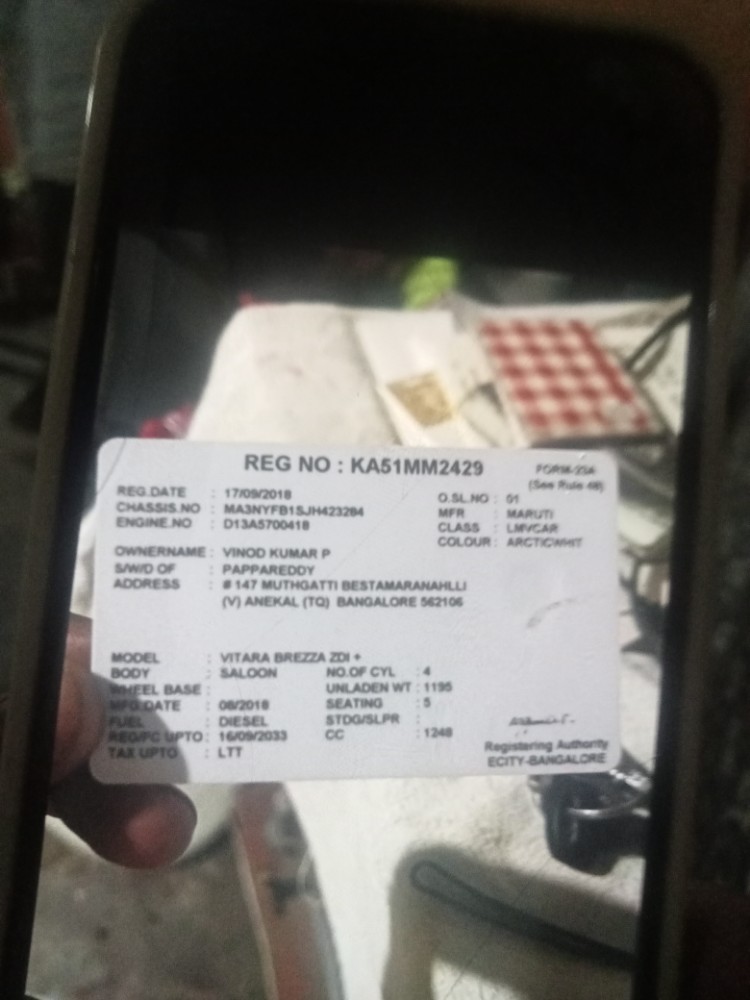 REG NO : KA51MM2429
FORM-23A
(See Rule 48)
REG.DATE : 17/09/2018
O.SL.NO : 01
CHASSIS.NO : MA3NYFB1SJH423284
MFR : MARUTI
ENGINE.NO : D13A5700418
CLASS : LMVCAR
COLOUR : ARCTICWHIT
OWNERNAME : VINOD KUMAR P
S/W/D OF : PAPPAREDDY
ADDRESS : # 147 MUTHGATTI BESTAMARANAHLLI
(V) ANEKAL (TQ) BANGALORE 562106
MODEL : VITARA BREZZA ZDI +
BODY : SALOON NO.OF CYL : 4
WHEEL BASE : UNLADEN WT : 1195
MFG.DATE : 08/2018 SEATING : 5
FUEL : DIESEL STDG/SLPR :
REG/FC UPTO : 16/09/2033 CC : 1248
TAX UPTO : LTT
Registering Authority
ECITY-BANGALORE